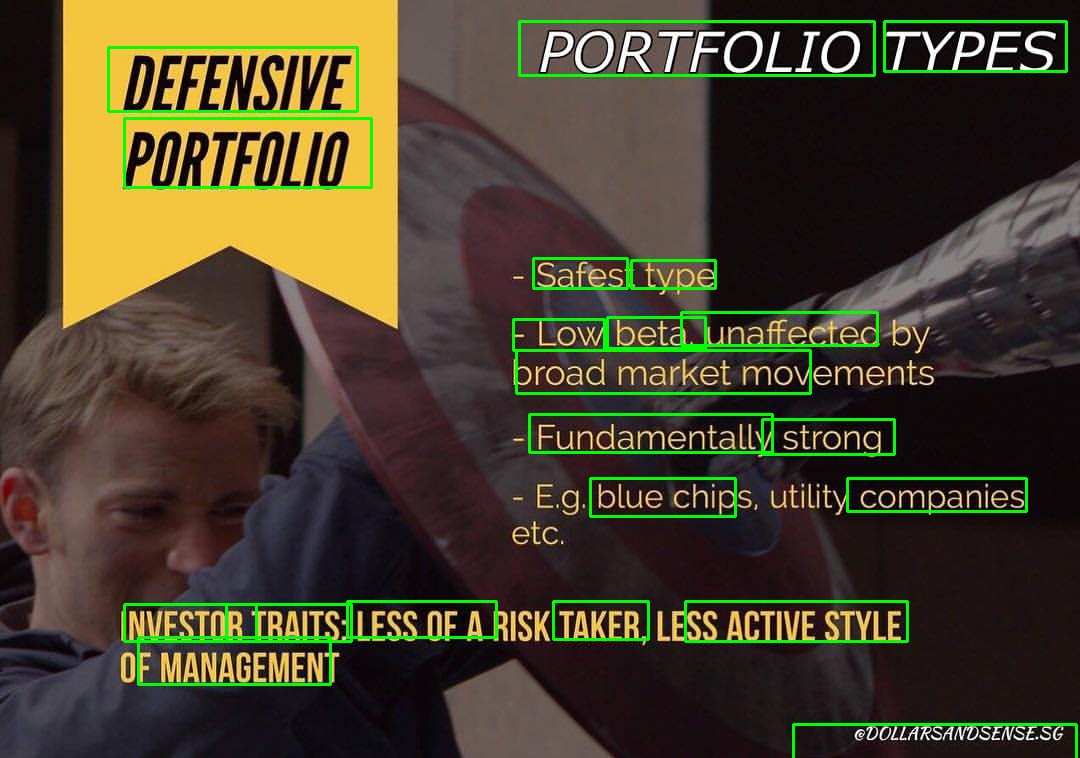 PORTFOLIO TYPES
DEFENSIVE
PORTFOLIO
- Safest type
- Low beta, unaffected by
broad market movements
- Fundamentally strong
- E.g. blue chips, utility companies
etc.
INVESTOR TRAITS: LESS OF A RISK TAKER, LESS ACTIVE STYLE
OF MANAGEMENT
@DOLLARSANDSENSE.SG